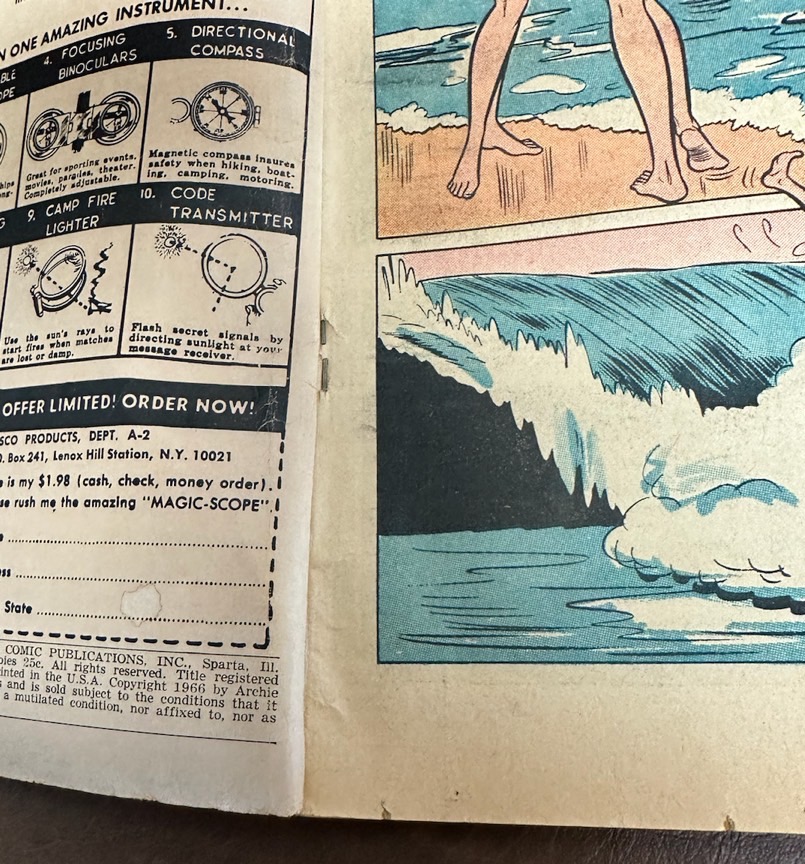 AMAZING INSTRUMENT...
N ONE AMAZING INSTRUMENT...
4. FOCUSING
BINOCULARS
5. DIRECTIONAL
COMPASS
Great for sporting events,
movies, parades, theater.
Completely adjustable.
Magnetic compass insures
safety when hiking, boat-
ing, camping, motoring.
9. CAMP FIRE
LIGHTER
10. CODE
TRANSMITTER
Use the sun's rays to
start fires when matches
are lost or damp.
Flash secret signals by
directing sunlight at your
message receiver.
OFFER LIMITED! ORDER NOW!
SCO PRODUCTS, DEPT. A-2
. Box 241, Lenox Hill Station, N.Y. 10021
is my $1.98 (cash, check, money order).
se rush me the amazing "MAGIC-SCOPE".
ss
State
COMIC PUBLICATIONS, INC., Sparta, Ill.
ples 25c. All rights reserved. Title registered
inted in the U.S.A. Copyright 1966 by Archie
s and is sold subject to the conditions that it
a mutilated condition, nor affixed to, nor as